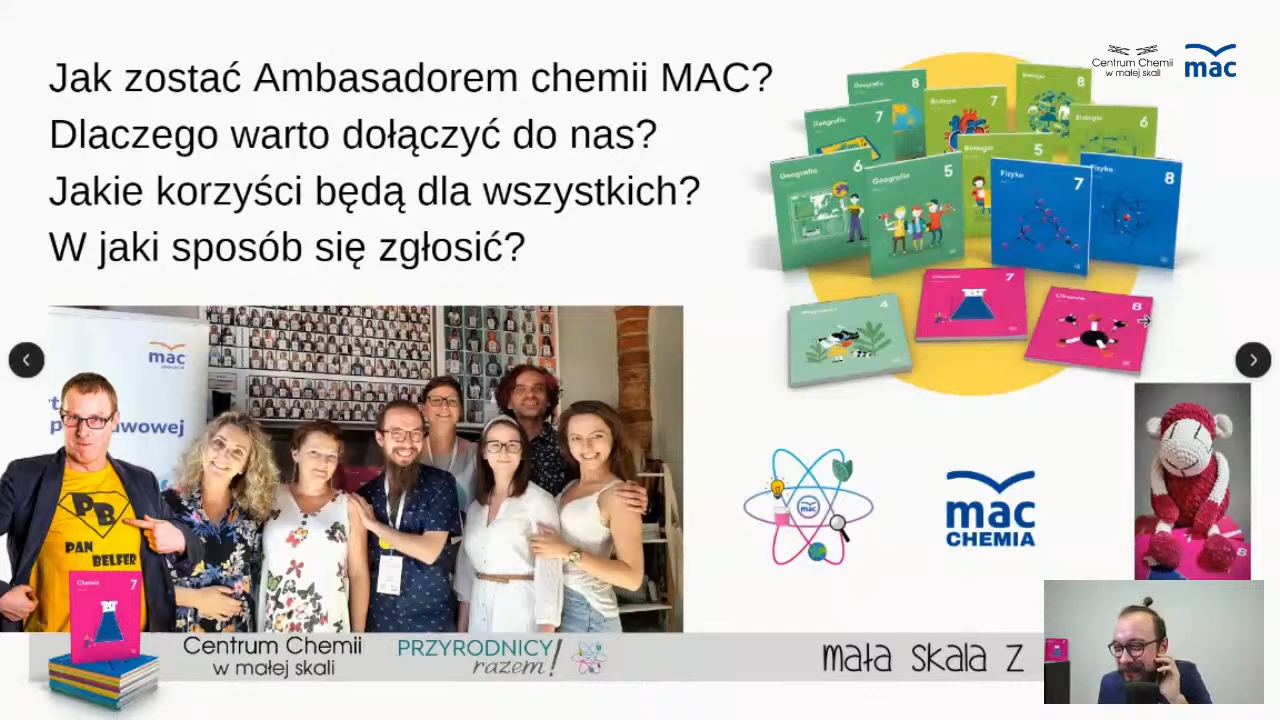 Jak zostać Ambasadorem chemii MAC?
Dlaczego warto dołączyć do nas?
Jakie korzyści będą dla wszystkich?
W jaki sposób się zgłosić?
Centrum Chemii
w małej skali
mac
Geografia 8
Biologia 7
Biologia 8
Geografia 7
Biologia 6
Geografia 6
Geografia 5
Biologia 5
Fizyka 7
Fizyka 8
4
7
8
mac
PB
PAN
BELFER
Chemia 7
mac
mac
CHEMIA
8
Centrum Chemii
w małej skali
PRZYRODNICY
razem!
mała skala z